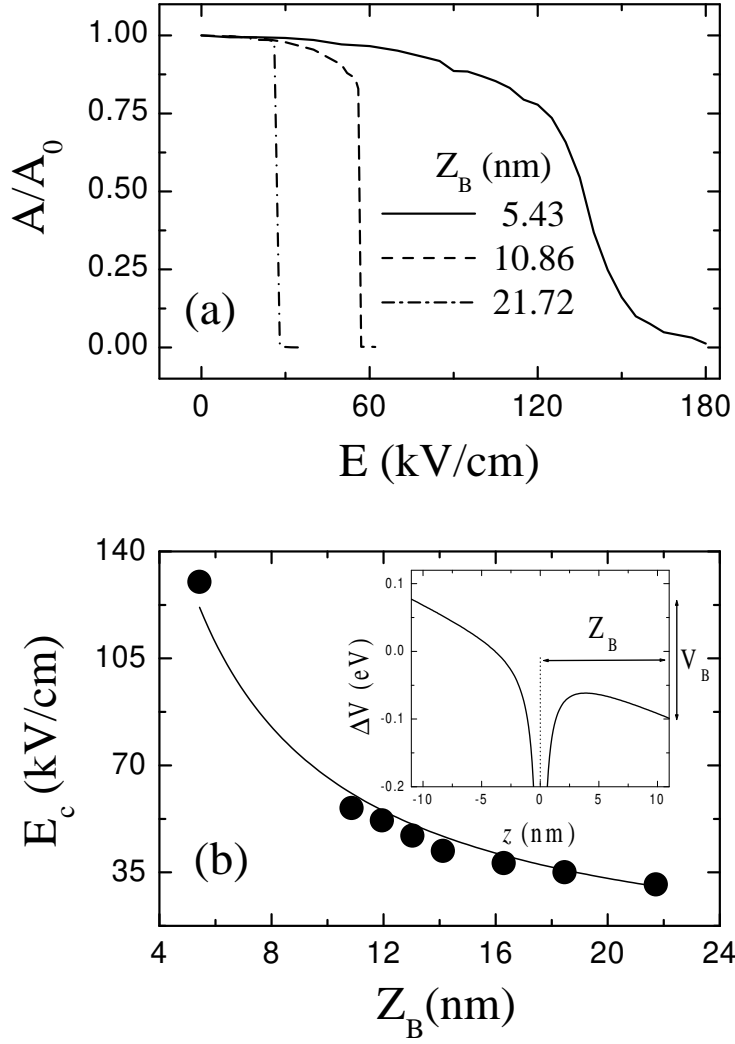 1.00
0.75
0.50
0.25
0.00
A/A0
ZB (nm)
5.43
10.86
21.72
(a)
0
60
120
180
E (kV/cm)
140
105
70
35
Ec (kV/cm)
0.1
0.0
-0.1
-0.2
ΔV (eV)
ZB
VB
-10
-5
0
5
10
z (nm)
(b)
4
8
12
16
20
24
ZB(nm)